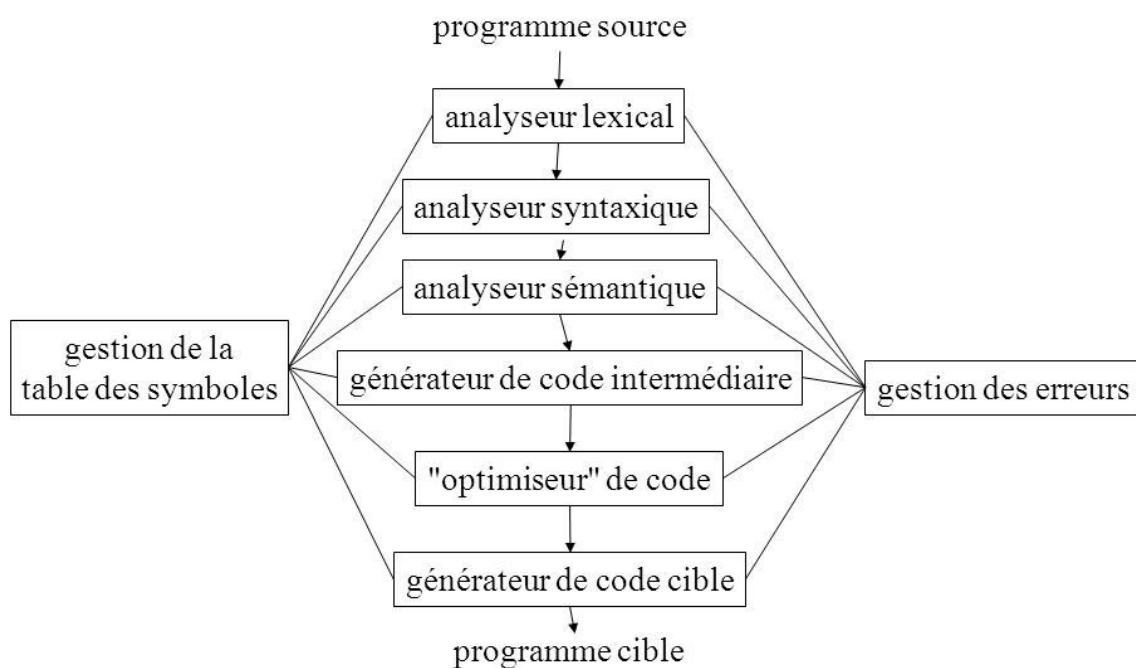 programme source
analyseur lexical
analyseur syntaxique
analyseur sémantique
gestion de la
table des symboles
générateur de code intermédiaire
gestion des erreurs
"optimiseur" de code
générateur de code cible
programme cible